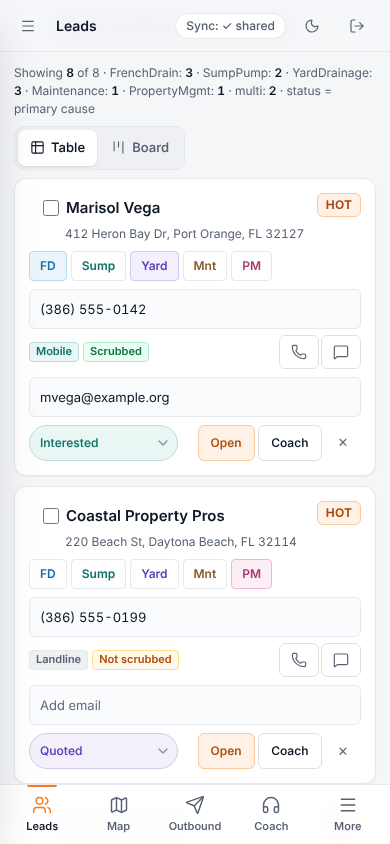 Leads
Sync: ✓ shared
Showing 8 of 8 · FrenchDrain: 3 · SumpPump: 2 · YardDrainage:
3 · Maintenance: 1 · PropertyMgmt: 1 · multi: 2 · status =
primary cause
Table
Board
Marisol Vega
HOT
412 Heron Bay Dr, Port Orange, FL 32127
FD Sump Yard Mnt PM
(386) 555-0142
Mobile Scrubbed
mvega@example.org
Interested Open Coach ×
Coastal Property Pros
HOT
220 Beach St, Daytona Beach, FL 32114
FD Sump Yard Mnt PM
(386) 555-0199
Landline Not scrubbed
Add email
Quoted Open Coach ×
Leads Map Outbound Coach More